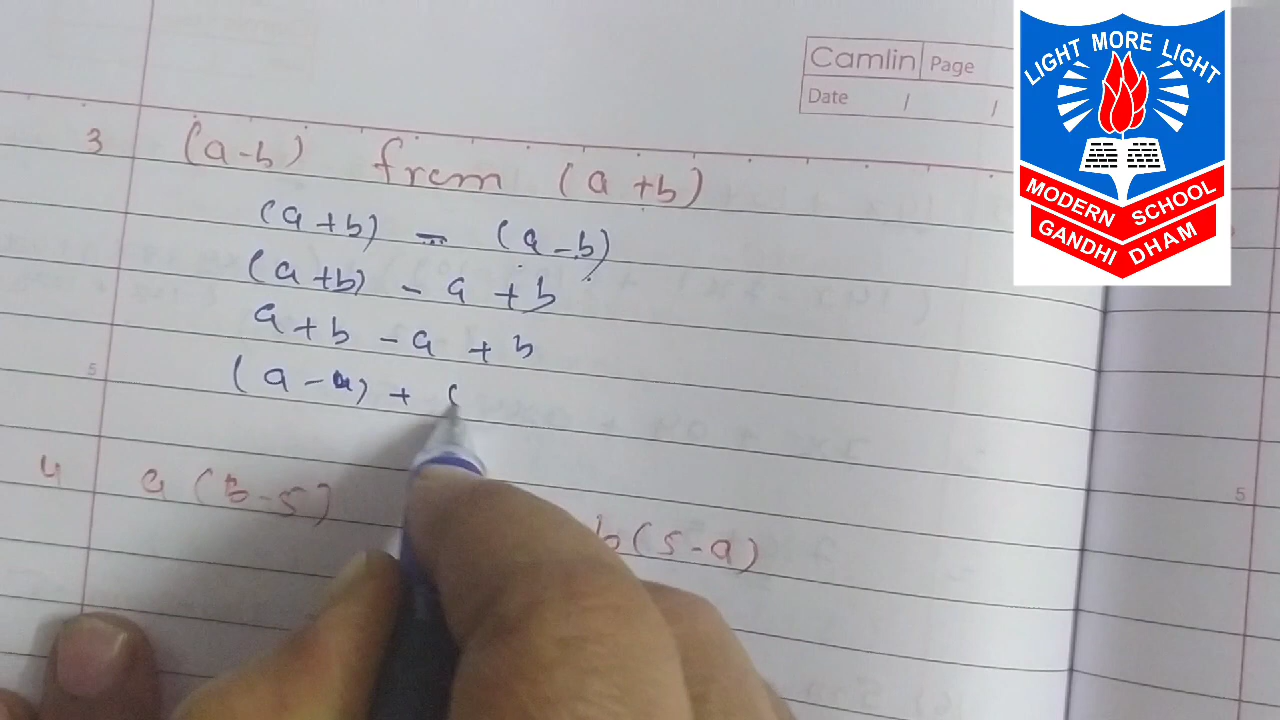 Camlin Page
Date / /
LIGHT MORE LIGHT
MODERN SCHOOL
GANDHI DHAM
3 (a-b) from (a+b)
(a+b) - (a-b)
(a+b) - a + b
a + b - a + b
(a - a) + (
5
4 a(b-5) b(5-a)
5